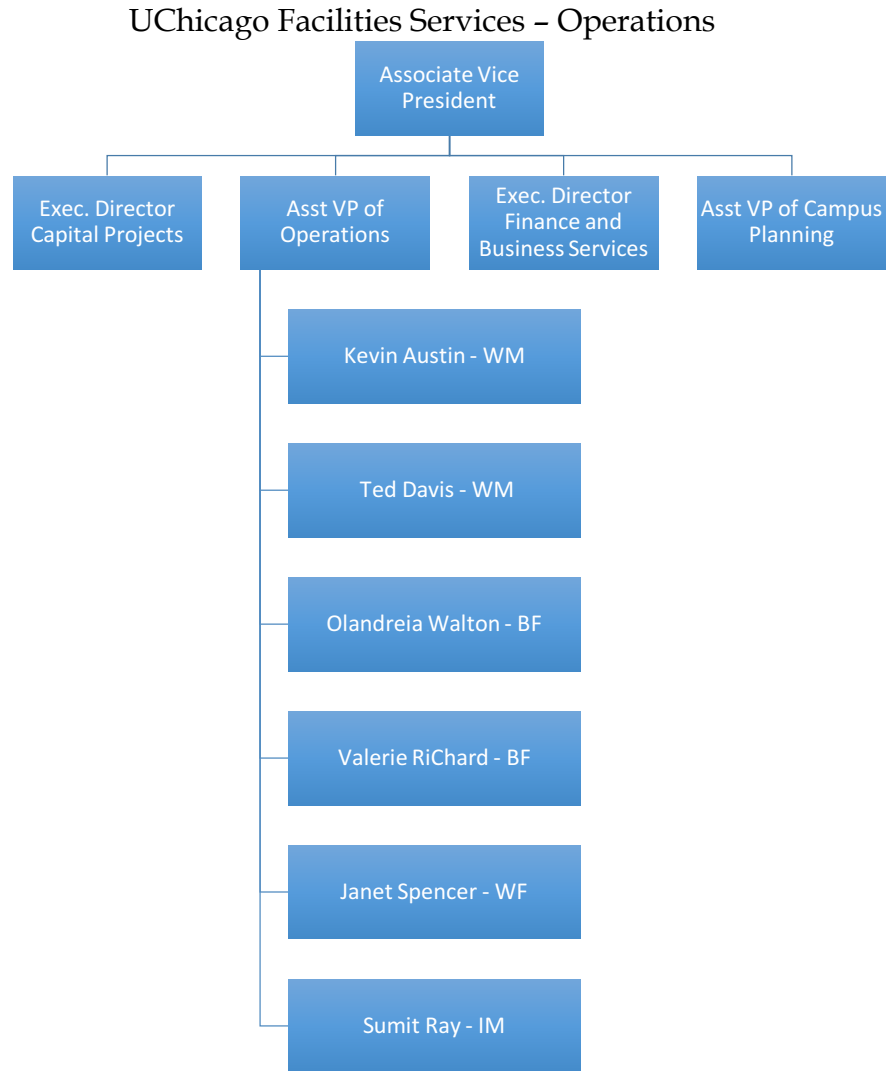 UChicago Facilities Services – Operations
Associate Vice
President
Exec. Director
Capital Projects
Asst VP of
Operations
Exec. Director
Finance and
Business Services
Asst VP of Campus
Planning
Kevin Austin - WM
Ted Davis - WM
Olandreia Walton - BF
Valerie RiChard - BF
Janet Spencer - WF
Sumit Ray - IM